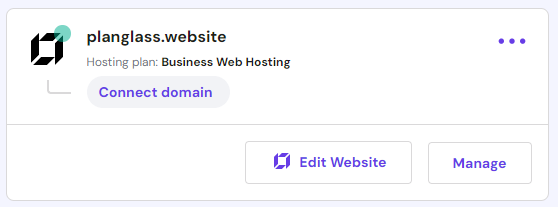 planglass.website
Hosting plan: Business Web Hosting
Connect domain
Edit Website
Manage